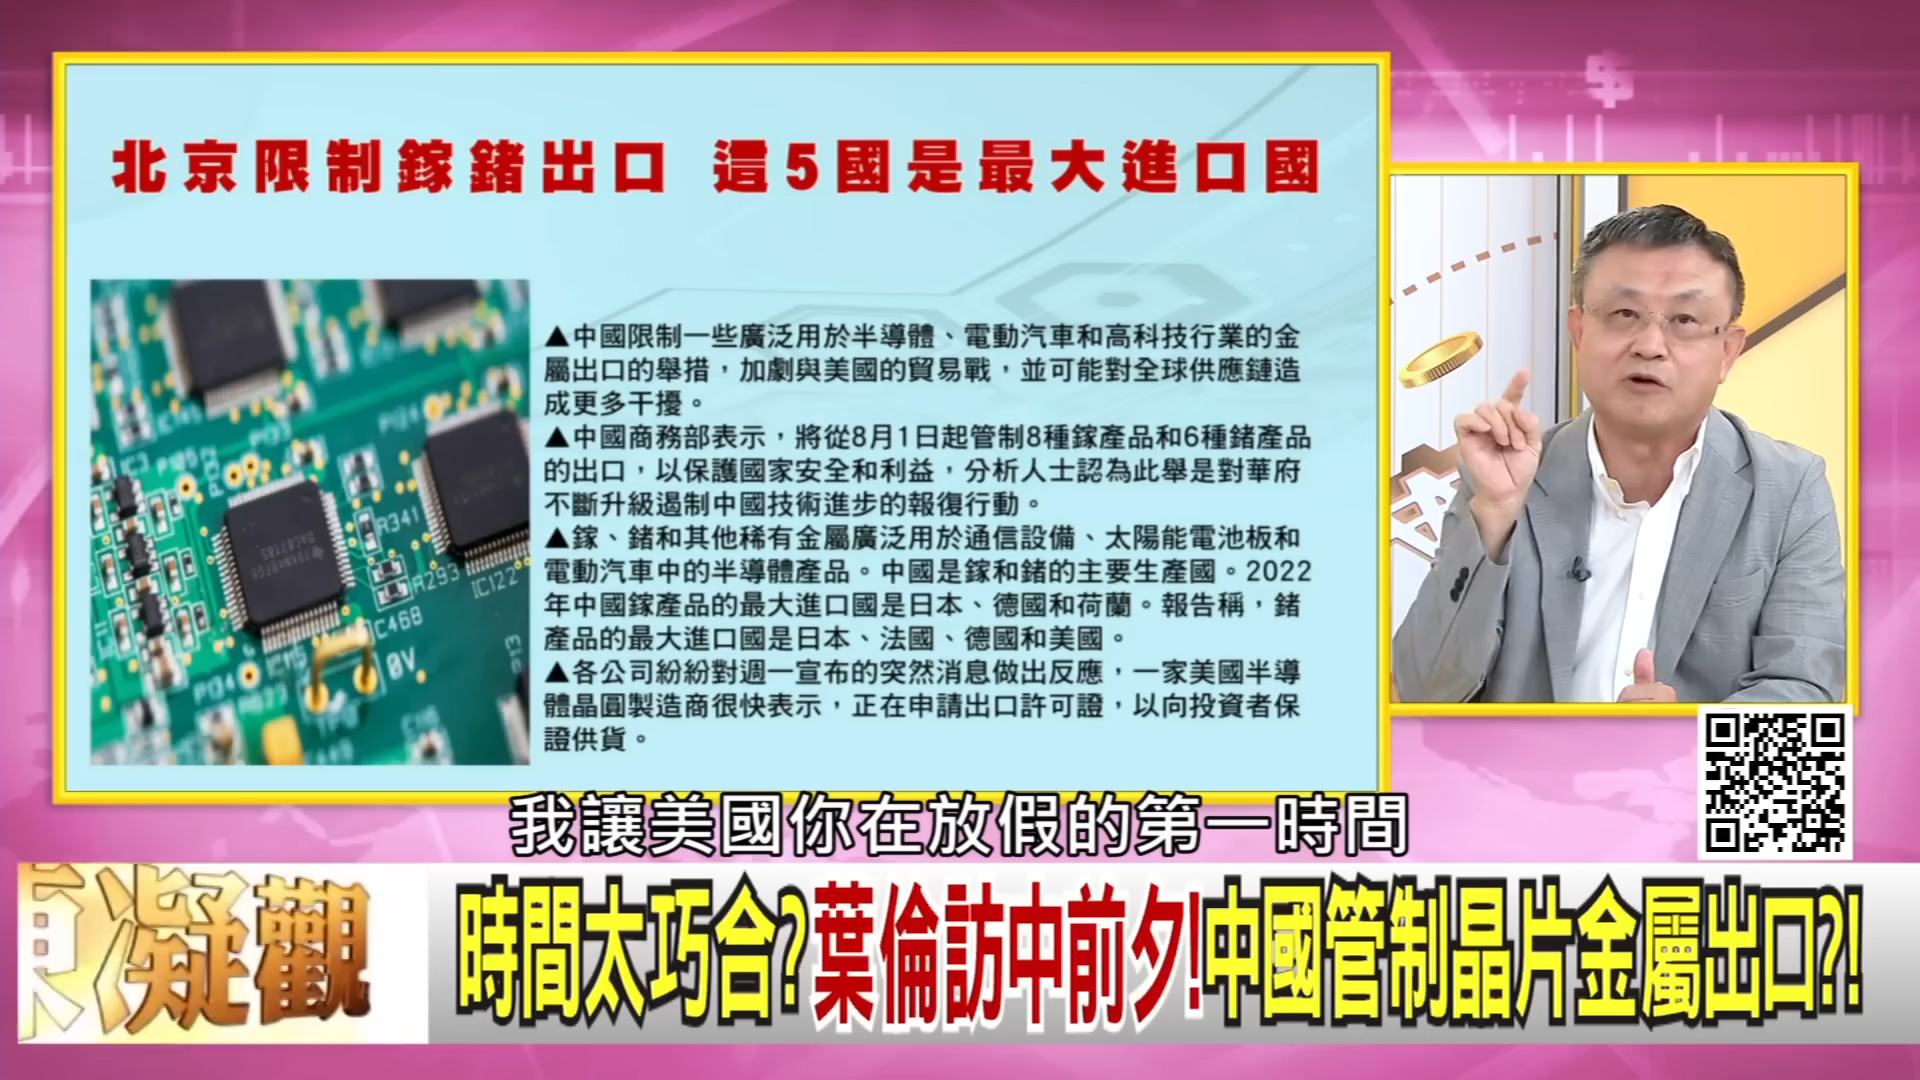 北京限制鎵鍺出口 這5國是最大進口國
▲中國限制一些廣泛用於半導體、電動汽車和高科技行業的金
屬出口的舉措，加劇與美國的貿易戰，並可能對全球供應鏈造
成更多干擾。
▲中國商務部表示，將從8月1日起管制8種鎵產品和6種鍺產品
的出口，以保護國家安全和利益，分析人士認為此舉是對華府
不斷升級遏制中國技術進步的報復行動。
▲鎵、鍺和其他稀有金屬廣泛用於通信設備、太陽能電池板和
電動汽車中的半導體產品。中國是鎵和鍺的主要生產國。2022
年中國鎵產品的最大進口國是日本、德國和荷蘭。報告稱，鍺
產品的最大進口國是日本、法國、德國和美國。
▲各公司紛紛對週一宣布的突然消息做出反應，一家美國半導
體晶圓製造商很快表示，正在申請出口許可證，以向投資者保
證供貨。
IC3
R341
R293
IC122
C468
0V
P134
我讓美國你在放假的第一時間
凝觀
時間太巧合?葉倫訪中前夕!中國管制晶片金屬出口?!